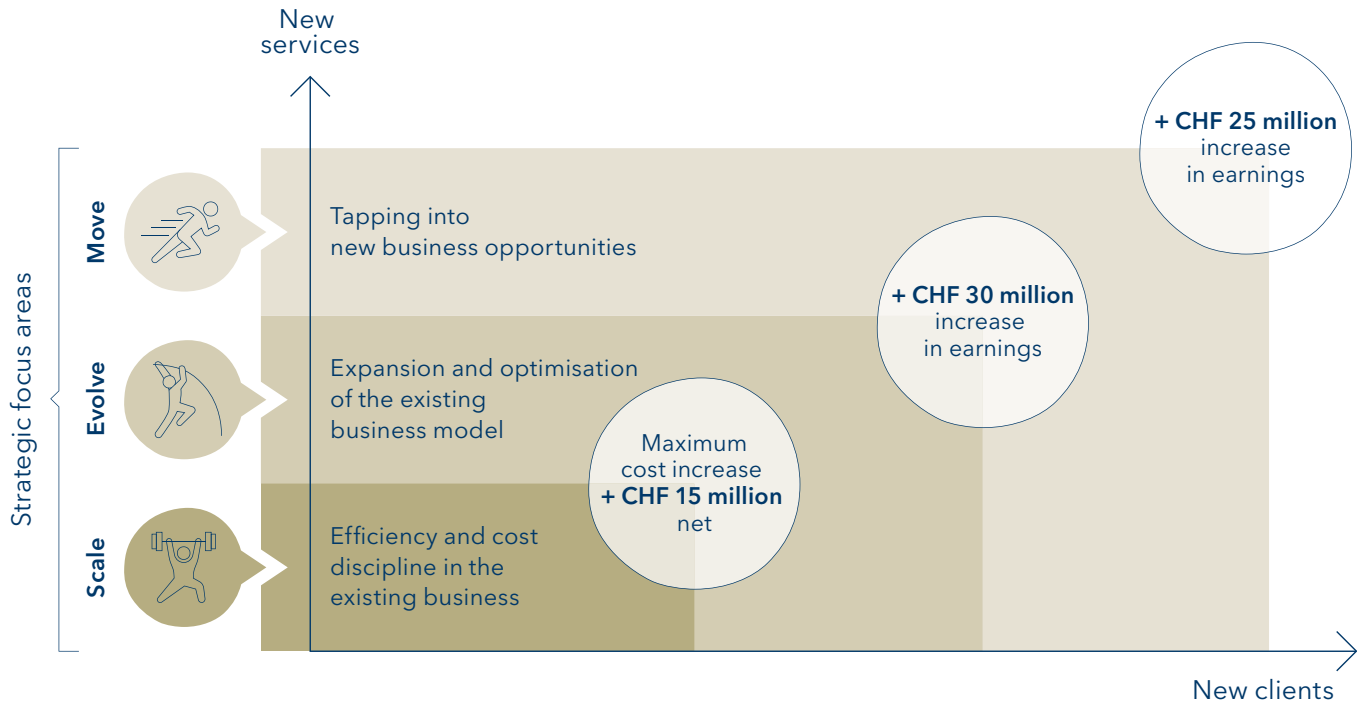 New
services
Strategic focus areas
Move
Tapping into
new business opportunities
+ CHF 25 million
increase
in earnings
Evolve
Expansion and optimisation
of the existing
business model
+ CHF 30 million
increase
in earnings
Scale
Efficiency and cost
discipline in the
existing business
Maximum
cost increase
+ CHF 15 million
net
New clients